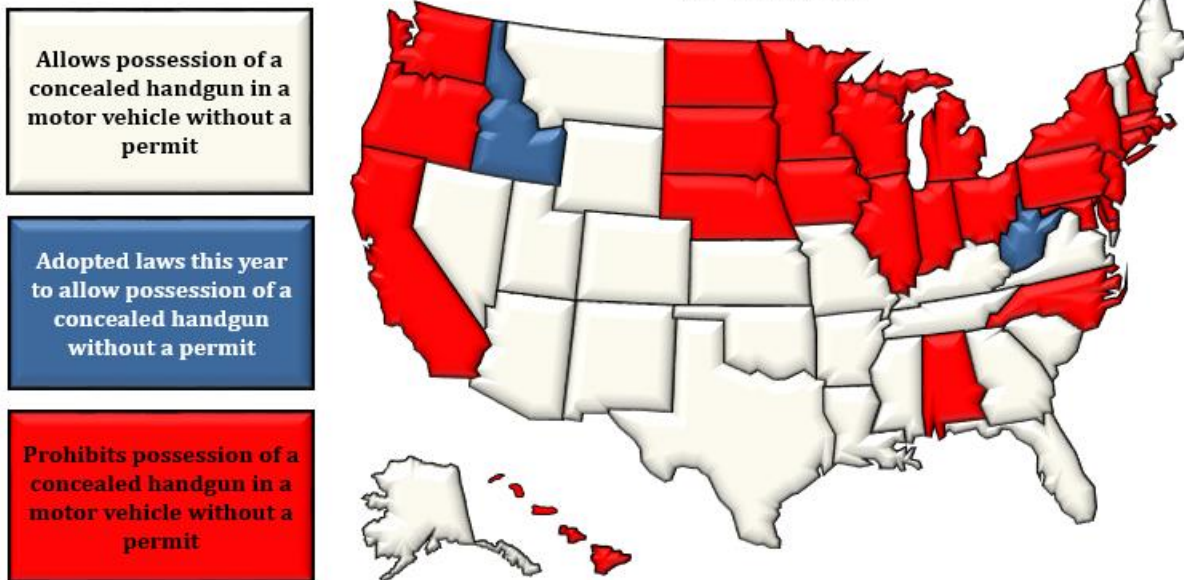 Allows possession of a
concealed handgun in a
motor vehicle without a
permit
Adopted laws this year
to allow possession of a
concealed handgun
without a permit
Prohibits possession of a
concealed handgun in a
motor vehicle without a
permit